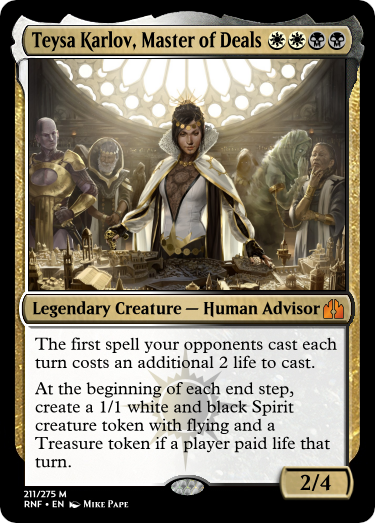 Teysa Karlov, Master of Deals
Legendary Creature — Human Advisor
The first spell your opponents cast each
turn costs an additional 2 life to cast.
At the beginning of each end step,
create a 1/1 white and black Spirit
creature token with flying and a
Treasure token if a player paid life that
turn.
2/4
211/275 M
RNF • EN Mike Pape